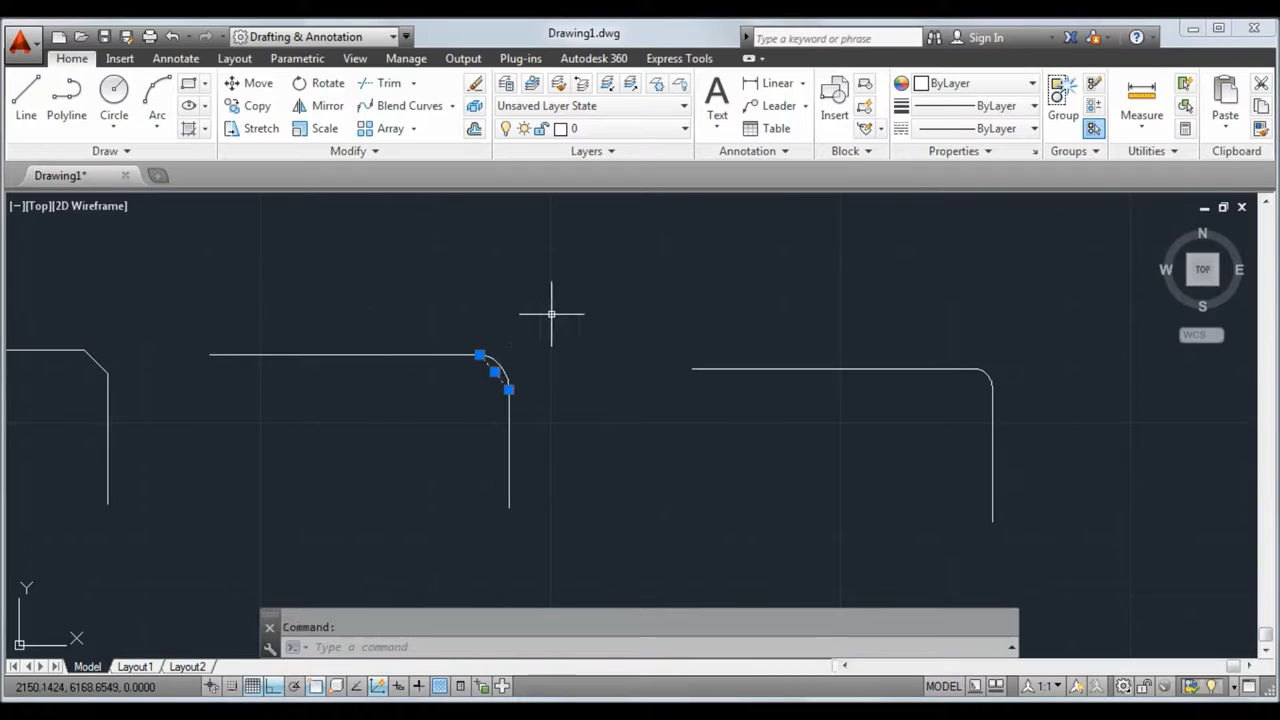 Drafting & Annotation
Drawing1.dwg
Type a keyword or phrase
Sign In
Home Insert Annotate Layout Parametric View Manage Output Plug-ins Autodesk 360 Express Tools
Line
Polyline
Circle
Arc
Draw
Move Rotate Trim
Copy Mirror Blend Curves
Stretch Scale Array
Modify
Unsaved Layer State
0
Layers
Text
Linear
Leader
Table
Annotation
Insert
Block
ByLayer
ByLayer
ByLayer
Properties
Group
Groups
Measure
Utilities
Paste
Clipboard
Drawing1*
[−][Top][2D Wireframe]
N
W TOP E
S
WCS
Y
X
Command:
Type a command
Model Layout1 Layout2
2150.1424, 6168.6549, 0.0000
MODEL
1:1